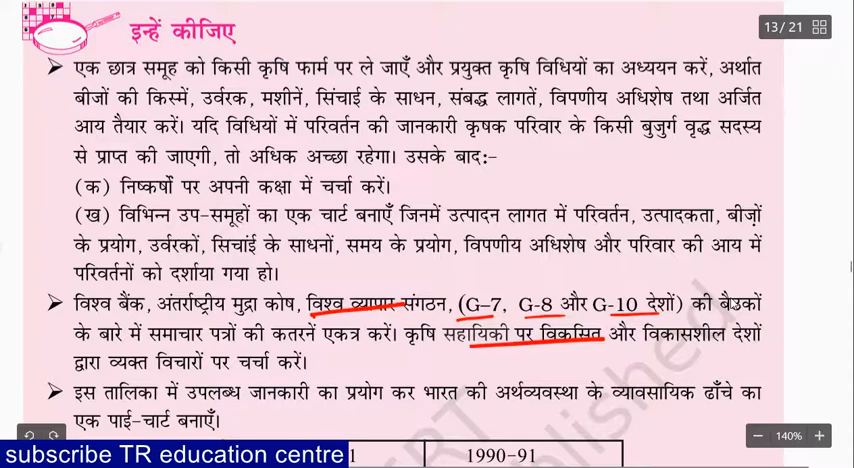 इन्हें कीजिए
13/21
➤ एक छात्र समूह को किसी कृषि फार्म पर ले जाएँ और प्रयुक्त कृषि विधियों का अध्ययन करें, अर्थात
बीजों की किस्में, उर्वरक, मशीनें, सिंचाई के साधन, संबद्ध लागतें, विपणीय अधिशेष तथा अर्जित
आय तैयार करें। यदि विधियों में परिवर्तन की जानकारी कृषक परिवार के किसी बुजुर्ग वृद्ध सदस्य
से प्राप्त की जाएगी, तो अधिक अच्छा रहेगा। उसके बाद:-
(क) निष्कर्षों पर अपनी कक्षा में चर्चा करें।
(ख) विभिन्न उप-समूहों का एक चार्ट बनाएँ जिनमें उत्पादन लागत में परिवर्तन, उत्पादकता, बीज़ों
के प्रयोग, उर्वरकों, सिचांई के साधनों, समय के प्रयोग, विपणीय अधिशेष और परिवार की आय में
परिवर्तनों को दर्शाया गया हो।
➤ विश्व बैंक, अंतर्राष्ट्रीय मुद्रा कोष, विश्व व्यापार संगठन, (G–7, G-8 और G-10 देशों) की बैठकों
के बारे में समाचार पत्रों की कतरनें एकत्र करें। कृषि सहायिकी पर विकसित और विकासशील देशों
द्वारा व्यक्त विचारों पर चर्चा करें।
➤ इस तालिका में उपलब्ध जानकारी का प्रयोग कर भारत की अर्थव्यवस्था के व्यावसायिक ढाँचे का
एक पाई-चार्ट बनाएँ।
140%
subscribe TR education centre
1
1990-91